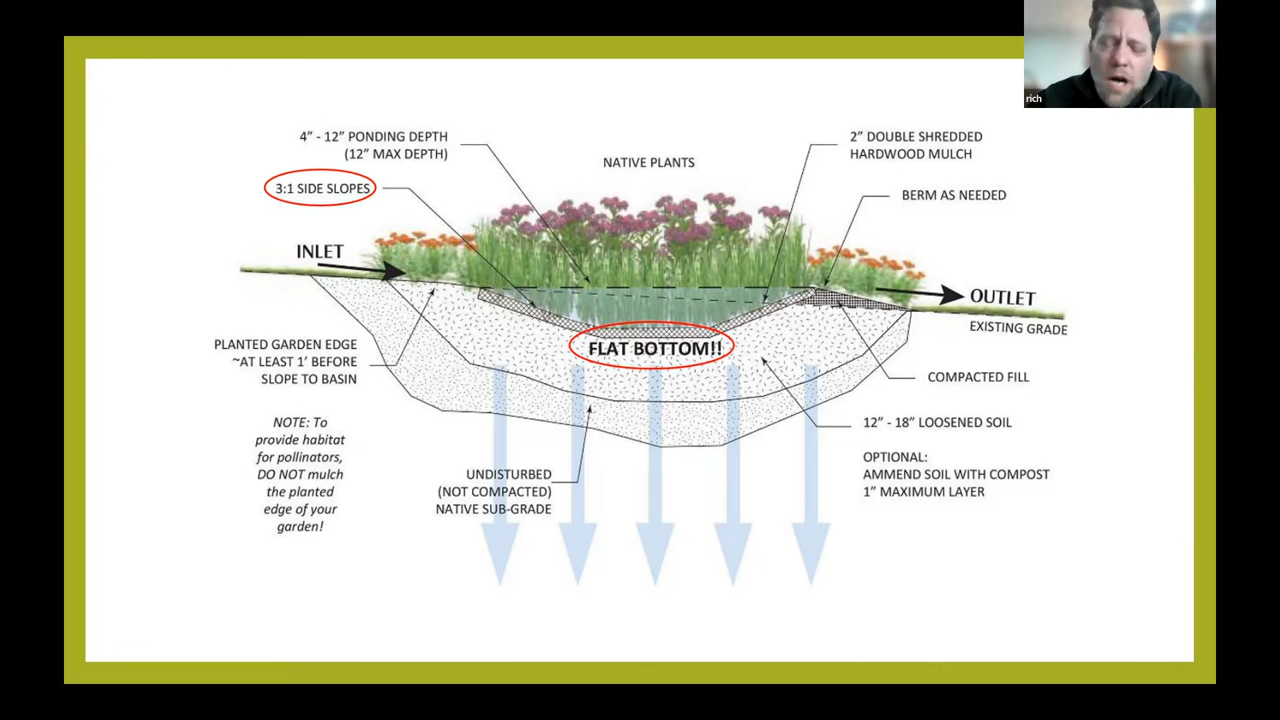 rich
4” - 12” PONDING DEPTH
(12” MAX DEPTH)
3:1 SIDE SLOPES
NATIVE PLANTS
2” DOUBLE SHREDDED
HARDWOOD MULCH
BERM AS NEEDED
INLET
OUTLET
EXISTING GRADE
FLAT BOTTOM!!
PLANTED GARDEN EDGE
~AT LEAST 1’ BEFORE
SLOPE TO BASIN
COMPACTED FILL
12” - 18” LOOSENED SOIL
NOTE: To
provide habitat
for pollinators,
DO NOT mulch
the planted
edge of your
garden!
UNDISTURBED
(NOT COMPACTED)
NATIVE SUB-GRADE
OPTIONAL:
AMMEND SOIL WITH COMPOST
1” MAXIMUM LAYER